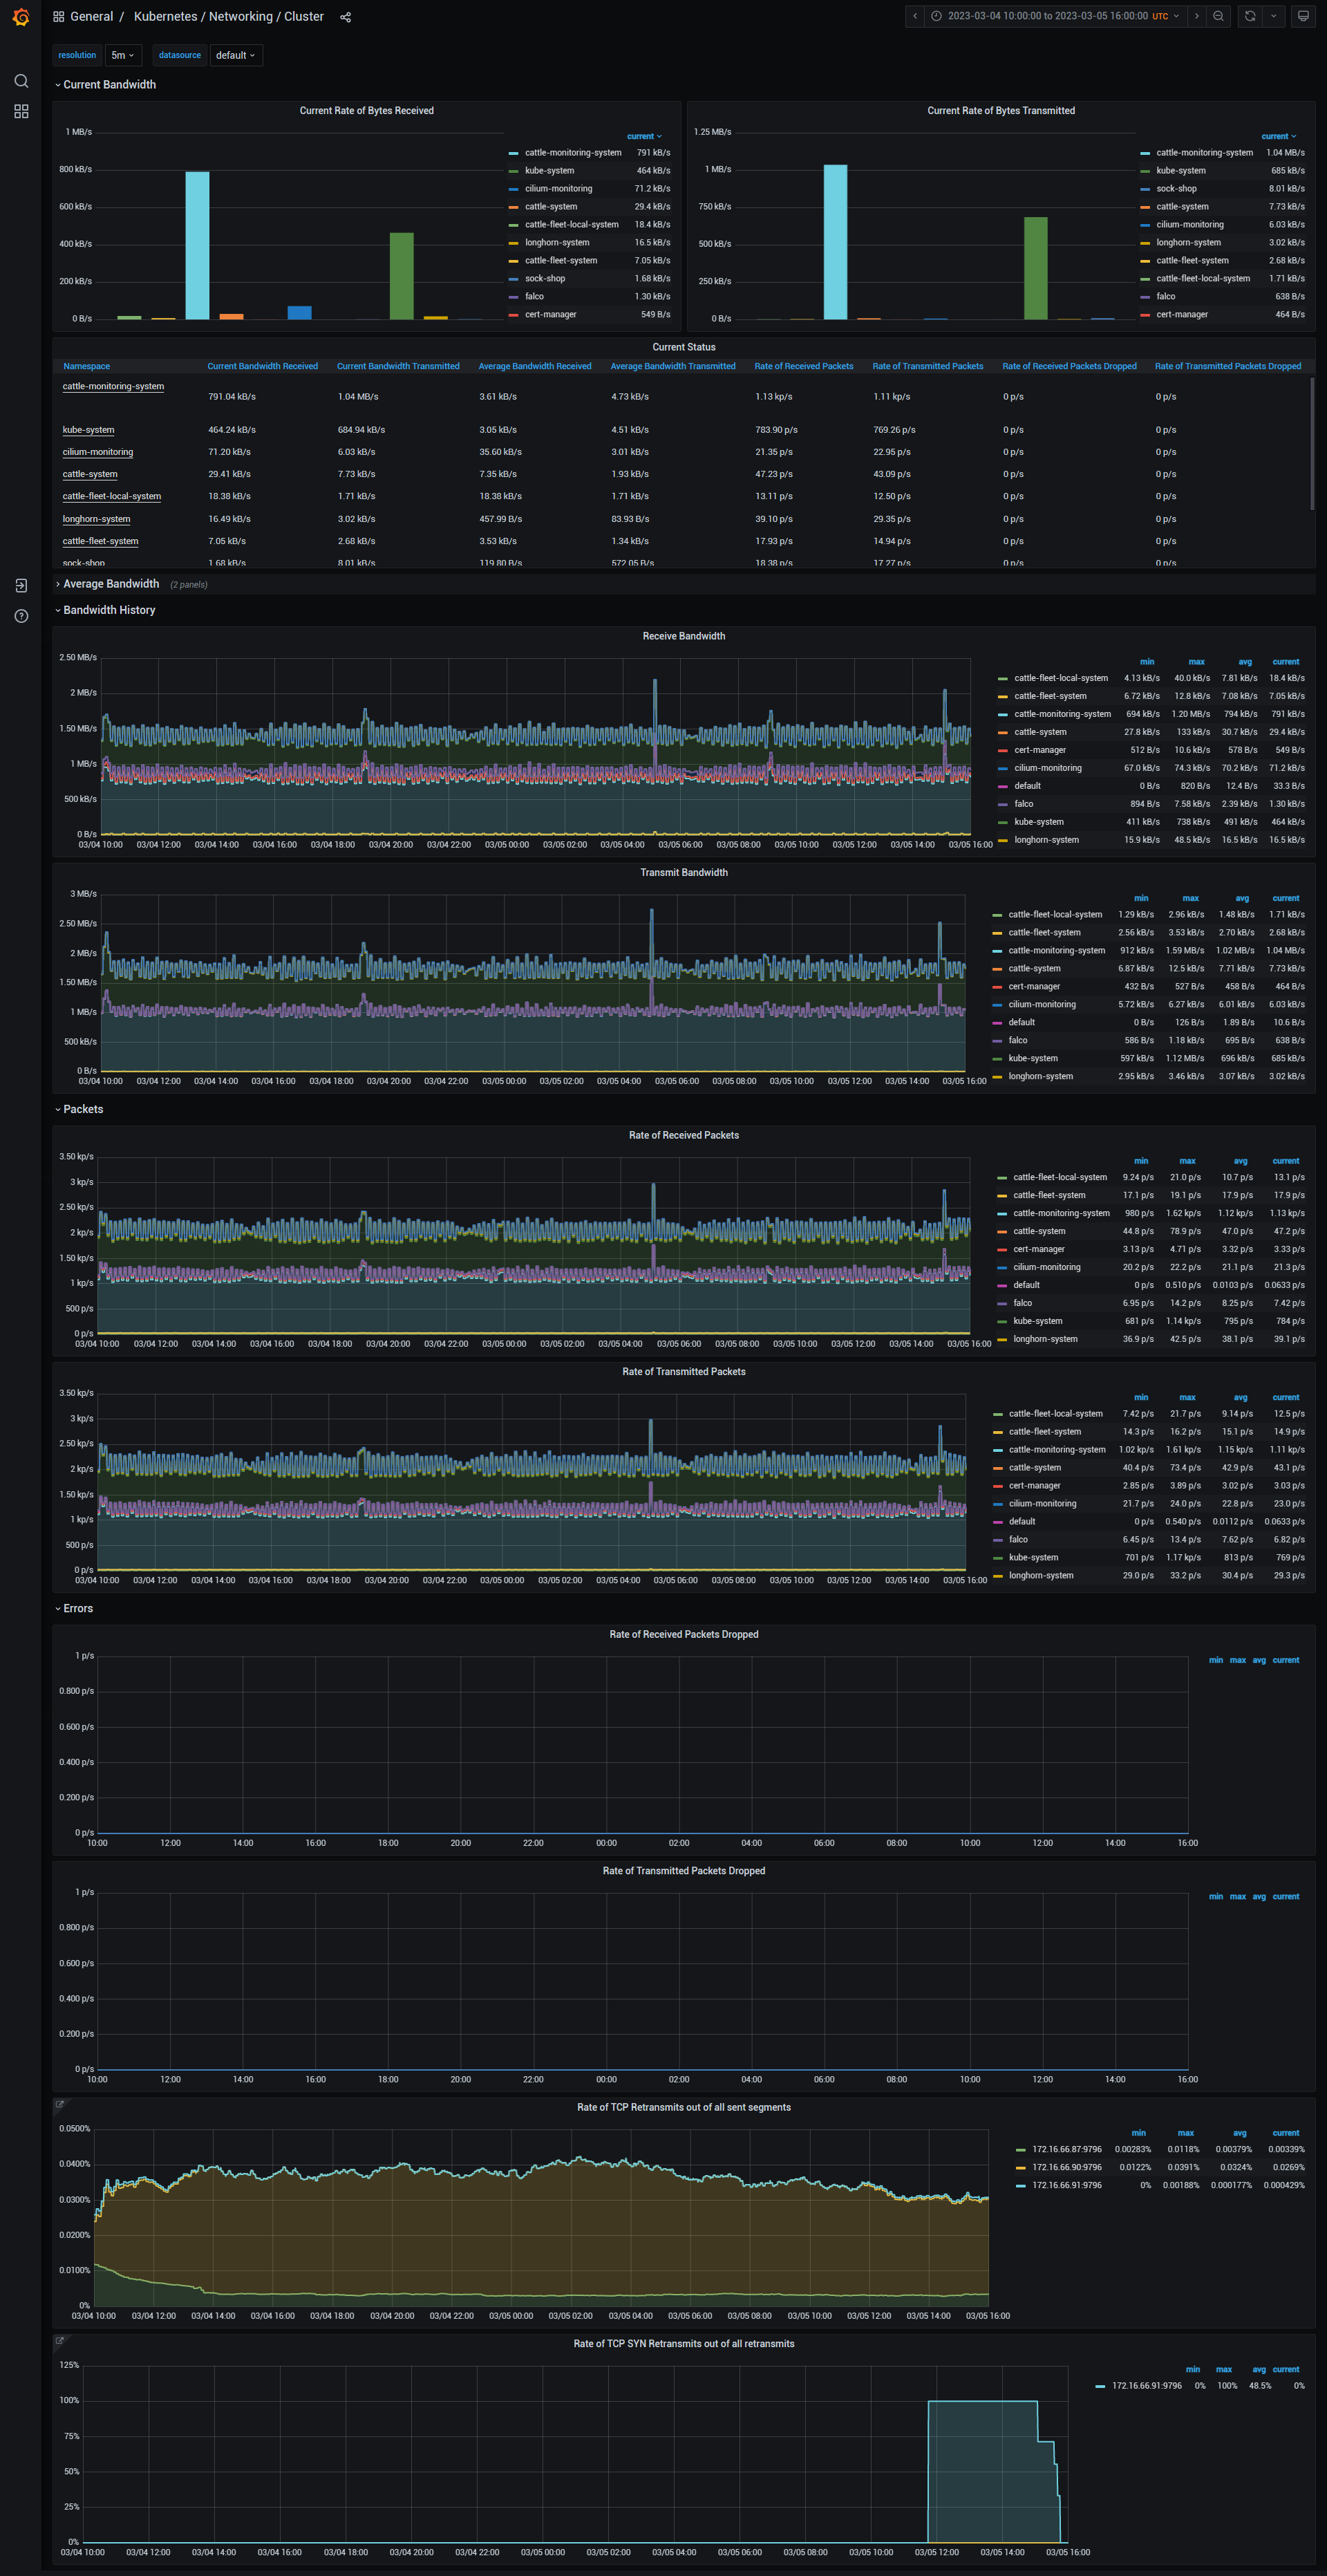 General / Kubernetes / Networking / Cluster
2023-03-04 10:00:00 to 2023-03-05 16:00:00 UTC
resolution 5m datasource default
Current Bandwidth
Current Rate of Bytes Received
1 MB/s
800 kB/s
600 kB/s
400 kB/s
200 kB/s
0 B/s
current
cattle-monitoring-system 791 kB/s
kube-system 464 kB/s
cilium-monitoring 71.2 kB/s
cattle-system 29.4 kB/s
cattle-fleet-local-system 18.4 kB/s
longhorn-system 16.5 kB/s
cattle-fleet-system 7.05 kB/s
sock-shop 1.68 kB/s
falco 1.30 kB/s
cert-manager 549 B/s
Current Rate of Bytes Transmitted
1.25 MB/s
1 MB/s
750 kB/s
500 kB/s
250 kB/s
0 B/s
current
cattle-monitoring-system 1.04 MB/s
kube-system 685 kB/s
sock-shop 8.01 kB/s
cattle-system 7.73 kB/s
cilium-monitoring 6.03 kB/s
longhorn-system 3.02 kB/s
cattle-fleet-system 2.68 kB/s
cattle-fleet-local-system 1.71 kB/s
falco 638 B/s
cert-manager 464 B/s
Current Status
Namespace Current Bandwidth Received Current Bandwidth Transmitted Average Bandwidth Received Average Bandwidth Transmitted Rate of Received Packets Rate of Transmitted Packets Rate of Received Packets Dropped Rate of Transmitted Packets Dropped
cattle-monitoring-system 791.04 kB/s 1.04 MB/s 3.61 kB/s 4.73 kB/s 1.13 kp/s 1.11 kp/s 0 p/s 0 p/s
kube-system 464.24 kB/s 684.94 kB/s 3.05 kB/s 4.51 kB/s 783.90 p/s 769.26 p/s 0 p/s 0 p/s
cilium-monitoring 71.20 kB/s 6.03 kB/s 35.60 kB/s 3.01 kB/s 21.35 p/s 22.95 p/s 0 p/s 0 p/s
cattle-system 29.41 kB/s 7.73 kB/s 7.35 kB/s 1.93 kB/s 47.23 p/s 43.09 p/s 0 p/s 0 p/s
cattle-fleet-local-system 18.38 kB/s 1.71 kB/s 18.38 kB/s 1.71 kB/s 13.11 p/s 12.50 p/s 0 p/s 0 p/s
longhorn-system 16.49 kB/s 3.02 kB/s 457.99 B/s 83.93 B/s 39.10 p/s 29.35 p/s 0 p/s 0 p/s
cattle-fleet-system 7.05 kB/s 2.68 kB/s 3.53 kB/s 1.34 kB/s 17.93 p/s 14.94 p/s 0 p/s 0 p/s
sock-shop 1.68 kB/s 8.01 kB/s 119.80 B/s 572.05 B/s 18.38 p/s 17.27 p/s 0 p/s 0 p/s
Average Bandwidth (2 panels)
Bandwidth History
Receive Bandwidth
2.50 MB/s
2 MB/s
1.50 MB/s
1 MB/s
500 kB/s
0 B/s
03/04 10:00 03/04 12:00 03/04 14:00 03/04 16:00 03/04 18:00 03/04 20:00 03/04 22:00 03/05 00:00 03/05 02:00 03/05 04:00 03/05 06:00 03/05 08:00 03/05 10:00 03/05 12:00 03/05 14:00 03/05 16:00
min max avg current
cattle-fleet-local-system 4.13 kB/s 40.0 kB/s 7.81 kB/s 18.4 kB/s
cattle-fleet-system 6.72 kB/s 12.8 kB/s 7.08 kB/s 7.05 kB/s
cattle-monitoring-system 694 kB/s 1.20 MB/s 794 kB/s 791 kB/s
cattle-system 27.8 kB/s 133 kB/s 30.7 kB/s 29.4 kB/s
cert-manager 512 B/s 10.6 kB/s 578 B/s 549 B/s
cilium-monitoring 67.0 kB/s 74.3 kB/s 70.2 kB/s 71.2 kB/s
default 0 B/s 820 B/s 12.4 B/s 33.3 B/s
falco 894 B/s 7.58 kB/s 2.39 kB/s 1.30 kB/s
kube-system 411 kB/s 738 kB/s 491 kB/s 464 kB/s
longhorn-system 15.9 kB/s 48.5 kB/s 16.5 kB/s 16.5 kB/s
Transmit Bandwidth
3 MB/s
2.50 MB/s
2 MB/s
1.50 MB/s
1 MB/s
500 kB/s
0 B/s
03/04 10:00 03/04 12:00 03/04 14:00 03/04 16:00 03/04 18:00 03/04 20:00 03/04 22:00 03/05 00:00 03/05 02:00 03/05 04:00 03/05 06:00 03/05 08:00 03/05 10:00 03/05 12:00 03/05 14:00 03/05 16:00
min max avg current
cattle-fleet-local-system 1.29 kB/s 2.96 kB/s 1.48 kB/s 1.71 kB/s
cattle-fleet-system 2.56 kB/s 3.53 kB/s 2.70 kB/s 2.68 kB/s
cattle-monitoring-system 912 kB/s 1.59 MB/s 1.02 MB/s 1.04 MB/s
cattle-system 6.87 kB/s 12.5 kB/s 7.71 kB/s 7.73 kB/s
cert-manager 432 B/s 527 B/s 458 B/s 464 B/s
cilium-monitoring 5.72 kB/s 6.27 kB/s 6.01 kB/s 6.03 kB/s
default 0 B/s 126 B/s 1.89 B/s 10.6 B/s
falco 586 B/s 1.18 kB/s 695 B/s 638 B/s
kube-system 597 kB/s 1.12 MB/s 696 kB/s 685 kB/s
longhorn-system 2.95 kB/s 3.46 kB/s 3.07 kB/s 3.02 kB/s
Packets
Rate of Received Packets
3.50 kp/s
3 kp/s
2.50 kp/s
2 kp/s
1.50 kp/s
1 kp/s
500 p/s
0 p/s
03/04 10:00 03/04 12:00 03/04 14:00 03/04 16:00 03/04 18:00 03/04 20:00 03/04 22:00 03/05 00:00 03/05 02:00 03/05 04:00 03/05 06:00 03/05 08:00 03/05 10:00 03/05 12:00 03/05 14:00 03/05 16:00
min max avg current
cattle-fleet-local-system 9.24 p/s 21.0 p/s 10.7 p/s 13.1 p/s
cattle-fleet-system 17.1 p/s 19.1 p/s 17.9 p/s 17.9 p/s
cattle-monitoring-system 980 p/s 1.62 kp/s 1.12 kp/s 1.13 kp/s
cattle-system 44.8 p/s 78.9 p/s 47.0 p/s 47.2 p/s
cert-manager 3.13 p/s 4.71 p/s 3.32 p/s 3.33 p/s
cilium-monitoring 20.2 p/s 22.2 p/s 21.1 p/s 21.3 p/s
default 0 p/s 0.510 p/s 0.0103 p/s 0.0633 p/s
falco 6.95 p/s 14.2 p/s 8.25 p/s 7.42 p/s
kube-system 681 p/s 1.14 kp/s 795 p/s 784 p/s
longhorn-system 36.9 p/s 42.5 p/s 38.1 p/s 39.1 p/s
Rate of Transmitted Packets
3.50 kp/s
3 kp/s
2.50 kp/s
2 kp/s
1.50 kp/s
1 kp/s
500 p/s
0 p/s
03/04 10:00 03/04 12:00 03/04 14:00 03/04 16:00 03/04 18:00 03/04 20:00 03/04 22:00 03/05 00:00 03/05 02:00 03/05 04:00 03/05 06:00 03/05 08:00 03/05 10:00 03/05 12:00 03/05 14:00 03/05 16:00
min max avg current
cattle-fleet-local-system 7.42 p/s 21.7 p/s 9.14 p/s 12.5 p/s
cattle-fleet-system 14.3 p/s 16.2 p/s 15.1 p/s 14.9 p/s
cattle-monitoring-system 1.02 kp/s 1.61 kp/s 1.15 kp/s 1.11 kp/s
cattle-system 40.4 p/s 73.4 p/s 42.9 p/s 43.1 p/s
cert-manager 2.85 p/s 3.89 p/s 3.02 p/s 3.03 p/s
cilium-monitoring 21.7 p/s 24.0 p/s 22.8 p/s 23.0 p/s
default 0 p/s 0.540 p/s 0.0112 p/s 0.0633 p/s
falco 6.45 p/s 13.4 p/s 7.62 p/s 6.82 p/s
kube-system 701 p/s 1.17 kp/s 813 p/s 769 p/s
longhorn-system 29.0 p/s 33.2 p/s 30.4 p/s 29.3 p/s
Errors
Rate of Received Packets Dropped
1 p/s
0.800 p/s
0.600 p/s
0.400 p/s
0.200 p/s
0 p/s
10:00 12:00 14:00 16:00 18:00 20:00 22:00 00:00 02:00 04:00 06:00 08:00 10:00 12:00 14:00 16:00
min max avg current
Rate of Transmitted Packets Dropped
1 p/s
0.800 p/s
0.600 p/s
0.400 p/s
0.200 p/s
0 p/s
10:00 12:00 14:00 16:00 18:00 20:00 22:00 00:00 02:00 04:00 06:00 08:00 10:00 12:00 14:00 16:00
min max avg current
Rate of TCP Retransmits out of all sent segments
0.0500%
0.0400%
0.0300%
0.0200%
0.0100%
0%
03/04 10:00 03/04 12:00 03/04 14:00 03/04 16:00 03/04 18:00 03/04 20:00 03/04 22:00 03/05 00:00 03/05 02:00 03/05 04:00 03/05 06:00 03/05 08:00 03/05 10:00 03/05 12:00 03/05 14:00 03/05 16:00
min max avg current
172.16.66.87:9796 0.00283% 0.0118% 0.00379% 0.00339%
172.16.66.90:9796 0.0122% 0.0391% 0.0324% 0.0269%
172.16.66.91:9796 0% 0.00188% 0.000177% 0.000429%
Rate of TCP SYN Retransmits out of all retransmits
125%
100%
75%
50%
25%
0%
03/04 10:00 03/04 12:00 03/04 14:00 03/04 16:00 03/04 18:00 03/04 20:00 03/04 22:00 03/05 00:00 03/05 02:00 03/05 04:00 03/05 06:00 03/05 08:00 03/05 10:00 03/05 12:00 03/05 14:00 03/05 16:00
min max avg current
172.16.66.91:9796 0% 100% 48.5% 0%